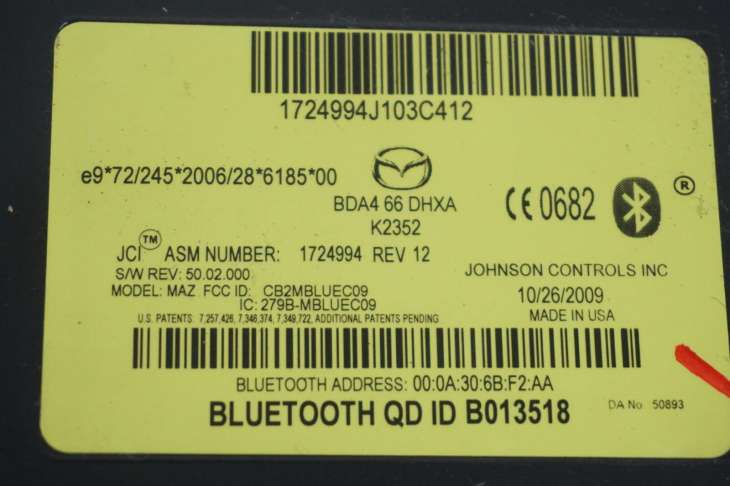 1724994J103C412
e9*72/245*2006/28*6185*00
BDA4 66 DHXA
K2352
CE 0682
®
JCI™ ASM NUMBER: 1724994 REV 12
S/W REV: 50.02.000
MODEL: MAZ FCC ID: CB2MBLUEC09
IC: 279B-MBLUEC09
U.S. PATENTS: 7,257,426, 7,346,374, 7,349,722, ADDITIONAL PATENTS PENDING
JOHNSON CONTROLS INC
10/26/2009
MADE IN USA
BLUETOOTH ADDRESS: 00:0A:30:6B:F2:AA
BLUETOOTH QD ID B013518
DA No 50893